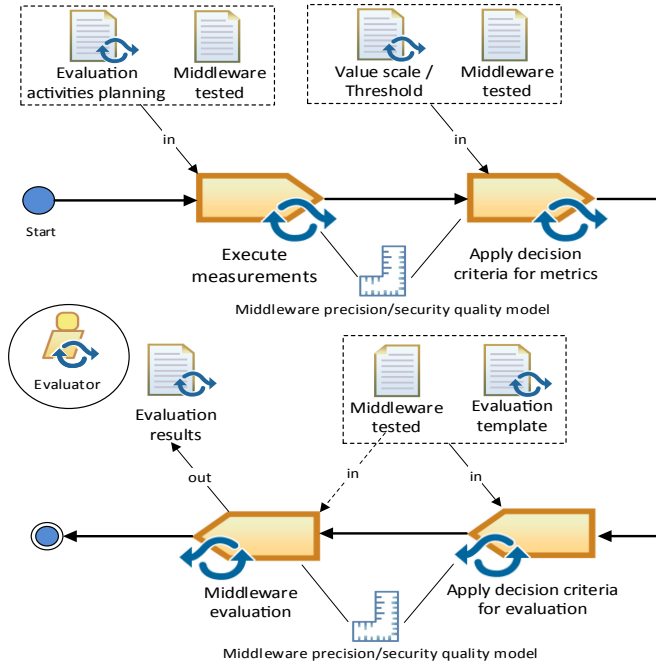 Evaluation
activities planning
Middleware
tested
Value scale /
Threshold
Middleware
tested
in
in
Start
Execute
measurements
Apply decision
criteria for metrics
Middleware precision/security quality model
Evaluator
Evaluation
results
Middleware
tested
Evaluation
template
out
in
in
Middleware
evaluation
Apply decision criteria
for evaluation
Middleware precision/security quality model